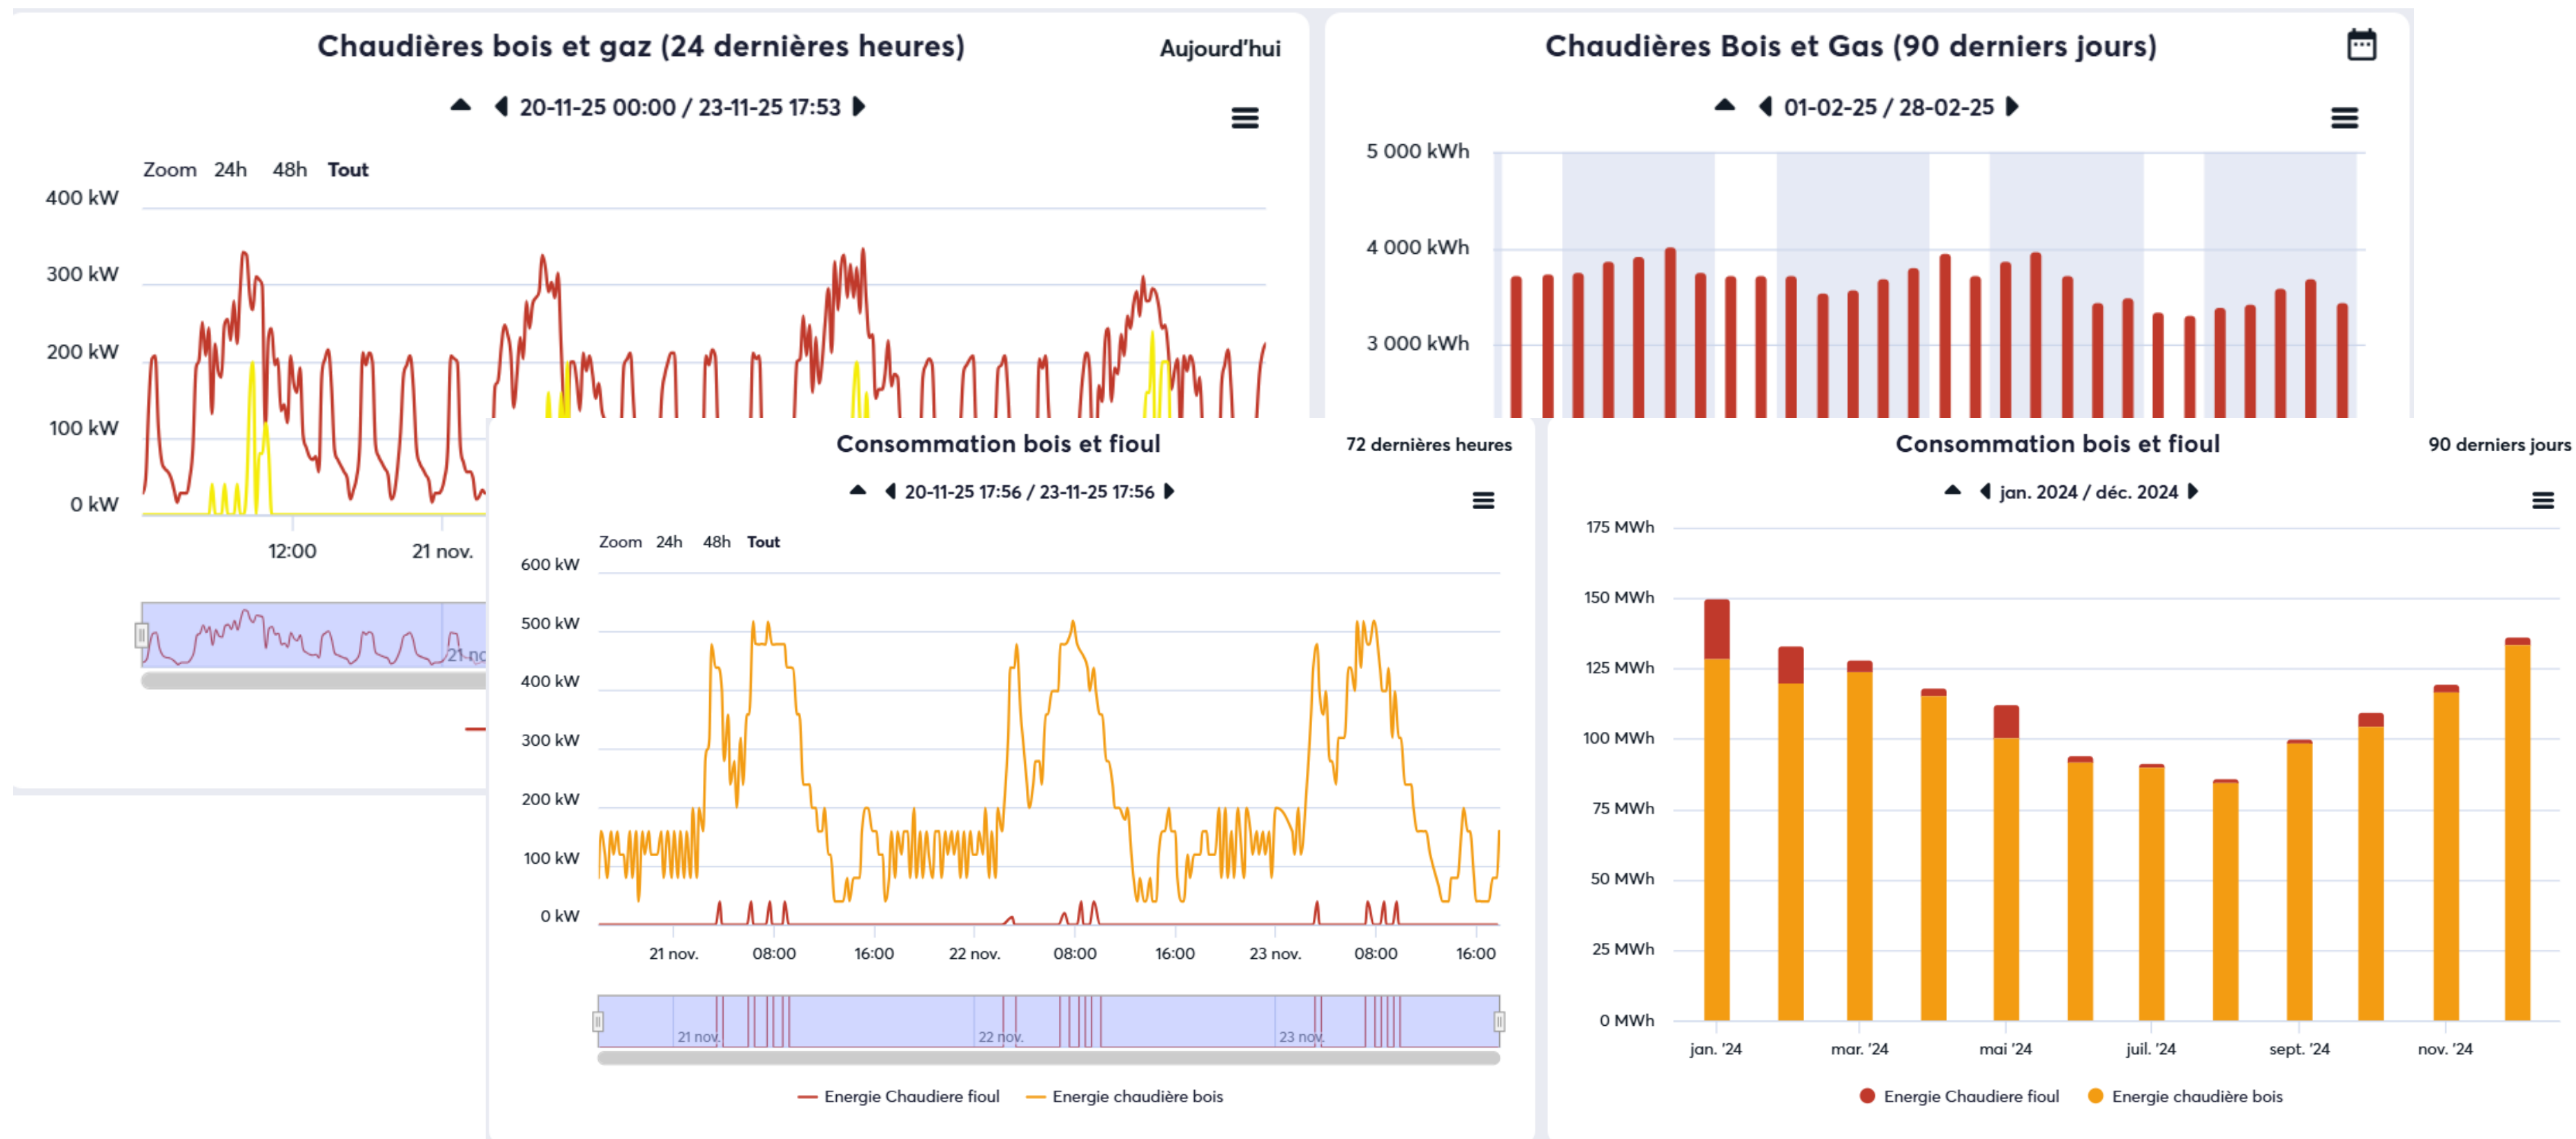 Chaudières bois et gaz (24 dernières heures)
Aujourd'hui
20-11-25 00:00 / 23-11-25 17:53
Zoom 24h 48h Tout
400 kW
300 kW
200 kW
100 kW
0 kW
12:00 21 nov.
21 no
Chaudières Bois et Gas (90 derniers jours)
01-02-25 / 28-02-25
5 000 kWh
4 000 kWh
3 000 kWh
Consommation bois et fioul
72 dernières heures
20-11-25 17:56 / 23-11-25 17:56
Zoom 24h 48h Tout
600 kW
500 kW
400 kW
300 kW
200 kW
100 kW
0 kW
21 nov. 08:00 16:00 22 nov. 08:00 16:00 23 nov. 08:00 16:00
21 nov. 22 nov. 23 nov.
Energie Chaudiere fioul Energie chaudière bois
Consommation bois et fioul
90 derniers jours
jan. 2024 / déc. 2024
175 MWh
150 MWh
125 MWh
100 MWh
75 MWh
50 MWh
25 MWh
0 MWh
jan. '24 mar. '24 mai '24 juil. '24 sept. '24 nov. '24
Energie Chaudiere fioul Energie chaudière bois